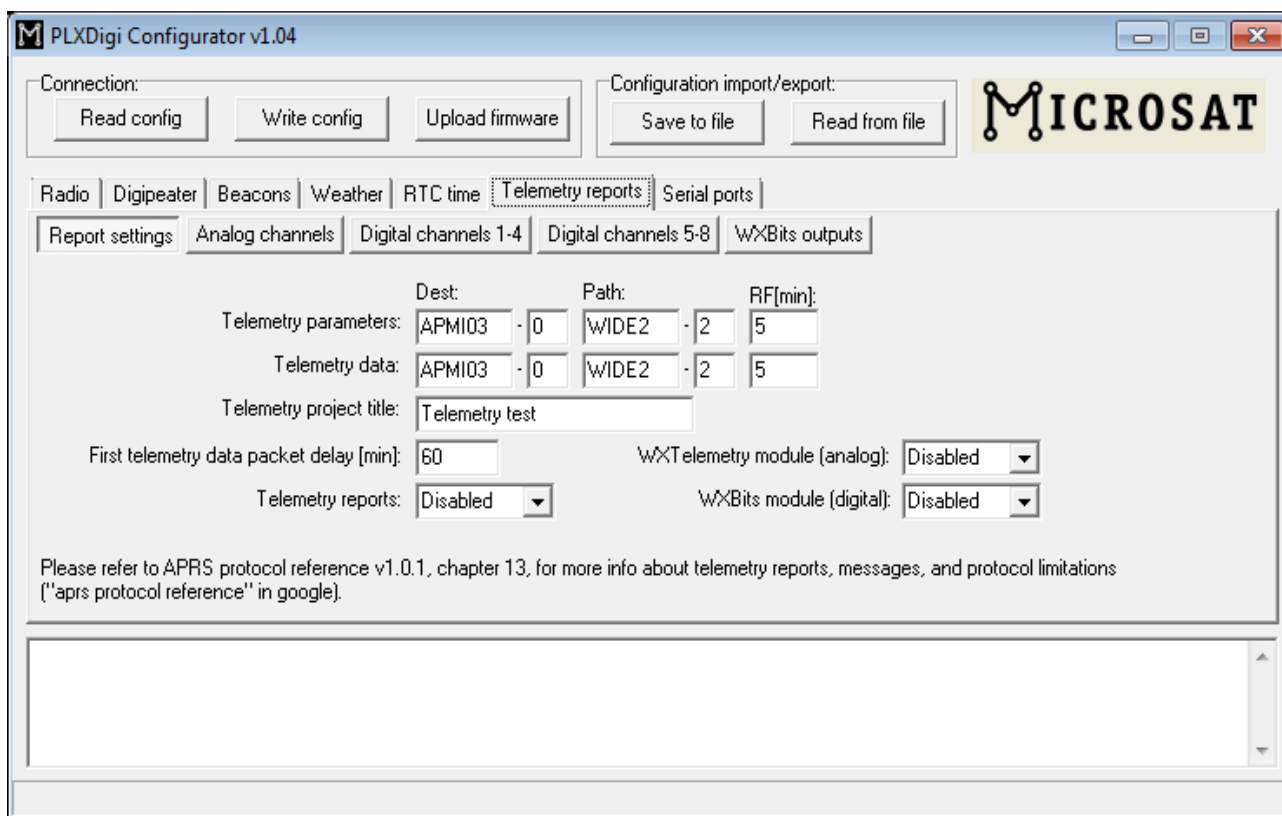 PLXDigi Configurator v1.04
Connection:
Read config Write config Upload firmware
Configuration import/export:
Save to file Read from file
MICROSAT
Radio Digipeater Beacons Weather RTC time Telemetry reports Serial ports
Report settings Analog channels Digital channels 1-4 Digital channels 5-8 WXBits outputs
Dest: Path: RF[min]:
Telemetry parameters: APMI03 - 0 WIDE2 - 2 5
Telemetry data: APMI03 - 0 WIDE2 - 2 5
Telemetry project title: Telemetry test
First telemetry data packet delay [min]: 60 WXTelemetry module (analog): Disabled
Telemetry reports: Disabled WXBits module (digital): Disabled
Please refer to APRS protocol reference v1.0.1, chapter 13, for more info about telemetry reports, messages, and protocol limitations
("aprs protocol reference" in google).